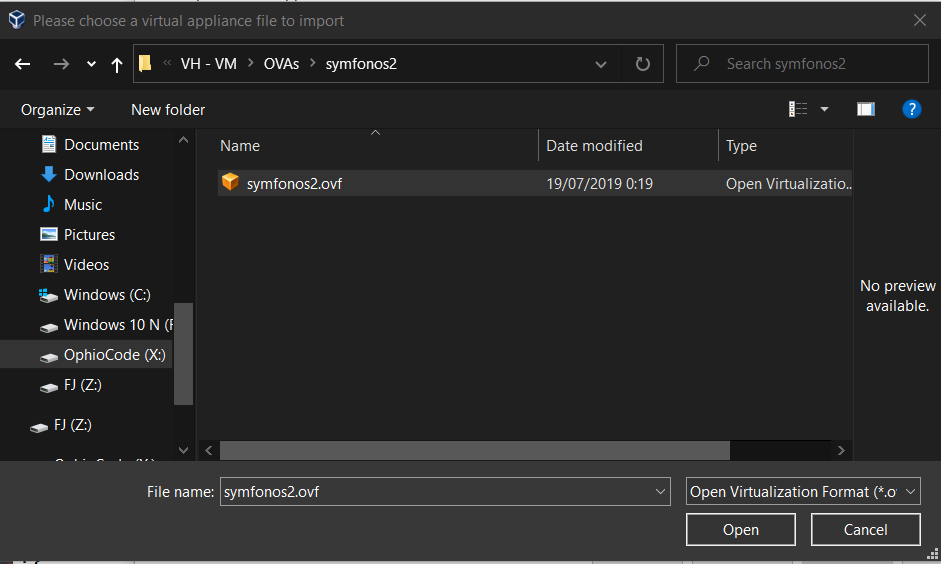 Please choose a virtual appliance file to import
« VH - VM > OVAs > symfonos2
Search symfonos2
Organize
New folder
?
Name
Date modified
Type
Documents
Downloads
Music
Pictures
Videos
Windows (C:)
Windows 10 N (F
OphioCode (X:)
FJ (Z:)
FJ (Z:)
symfonos2.ovf
19/07/2019 0:19
Open Virtualizatio...
No preview
available.
File name:
symfonos2.ovf
Open Virtualization Format (*.o
Open
Cancel